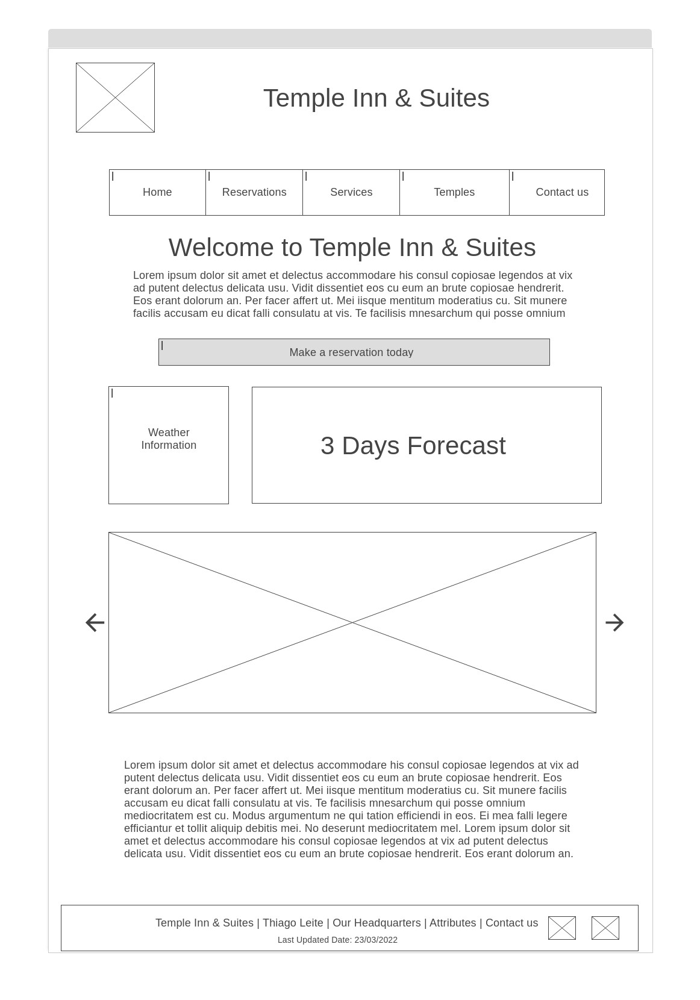 Temple Inn & Suites
Home
Reservations
Services
Temples
Contact us
Welcome to Temple Inn & Suites
Lorem ipsum dolor sit amet et delectus accommodare his consul copiosae legendos at vix
ad putent delectus delicata usu. Vidit dissentiet eos cu eum an brute copiosae hendrerit.
Eos erant dolorum an. Per facer affert ut. Mei iisque mentitum moderatius cu. Sit munere
facilis accusam eu dicat falli consulatu at vis. Te facilisis mnesarchum qui posse omnium
Make a reservation today
Weather
Information
3 Days Forecast
Lorem ipsum dolor sit amet et delectus accommodare his consul copiosae legendos at vix ad
putent delectus delicata usu. Vidit dissentiet eos cu eum an brute copiosae hendrerit. Eos
erant dolorum an. Per facer affert ut. Mei iisque mentitum moderatius cu. Sit munere facilis
accusam eu dicat falli consulatu at vis. Te facilisis mnesarchum qui posse omnium
mediocritatem est cu. Modus argumentum ne qui tation efficiendi in eos. Ei mea falli legere
efficiantur et tollit aliquip debitis mei. No deserunt mediocritatem mel. Lorem ipsum dolor sit
amet et delectus accommodare his consul copiosae legendos at vix ad putent delectus
delicata usu. Vidit dissentiet eos cu eum an brute copiosae hendrerit. Eos erant dolorum an.
Temple Inn & Suites | Thiago Leite | Our Headquarters | Attributes | Contact us
Last Updated Date: 23/03/2022